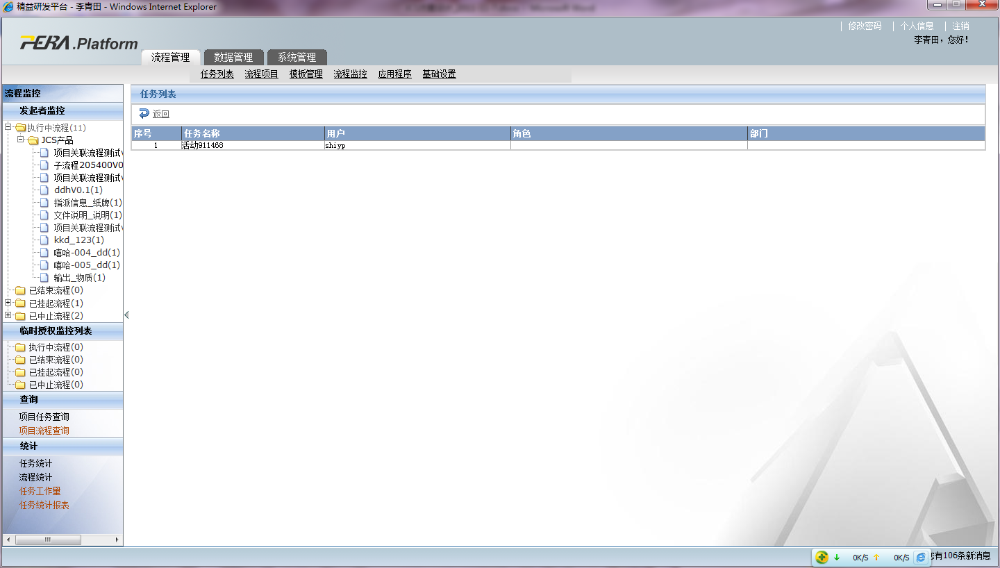 精益研发平台 - 李青田 - Windows Internet Explorer
修改密码 | 个人信息 | 注销
李青田，您好！
PERA.Platform
流程管理 数据管理 系统管理
任务列表 流程项目 模板管理 流程监控 应用程序 基础设置
流程监控
发起者监控
执行中流程(11)
JCS产品
项目关联流程测试
子流程205400V0
项目关联流程测试
ddhV0.1(1)
指派信息_纸牌(1)
文件说明_说明(1)
项目关联流程测试
kkd_123(1)
嘻哈-004_dd(1)
嘻哈-005_dd(1)
输出_物质(1)
已结束流程(0)
已挂起流程(1)
已中止流程(2)
临时授权监控列表
执行中流程(0)
已结束流程(0)
已挂起流程(0)
已中止流程(0)
查询
项目任务查询
项目流程查询
统计
任务统计
流程统计
任务工作量
任务统计报表
任务列表
返回
序号 任务名称 用户 角色 部门
1 活动911468 shiyp
0K/S 0K/S
有106条新消息